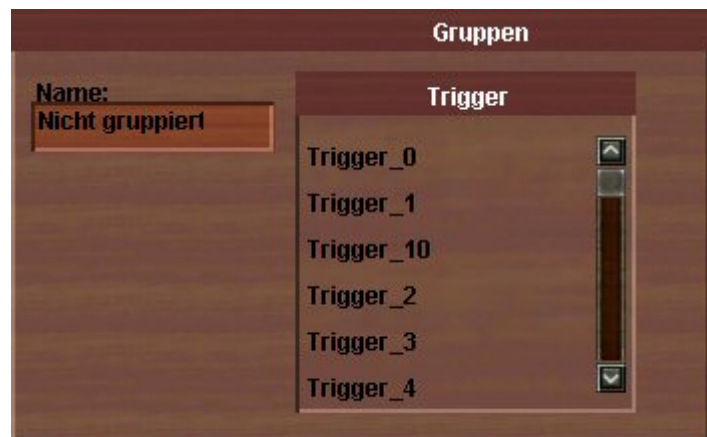 Gruppen
Name:
Nicht gruppiert
Trigger
Trigger_0
Trigger_1
Trigger_10
Trigger_2
Trigger_3
Trigger_4